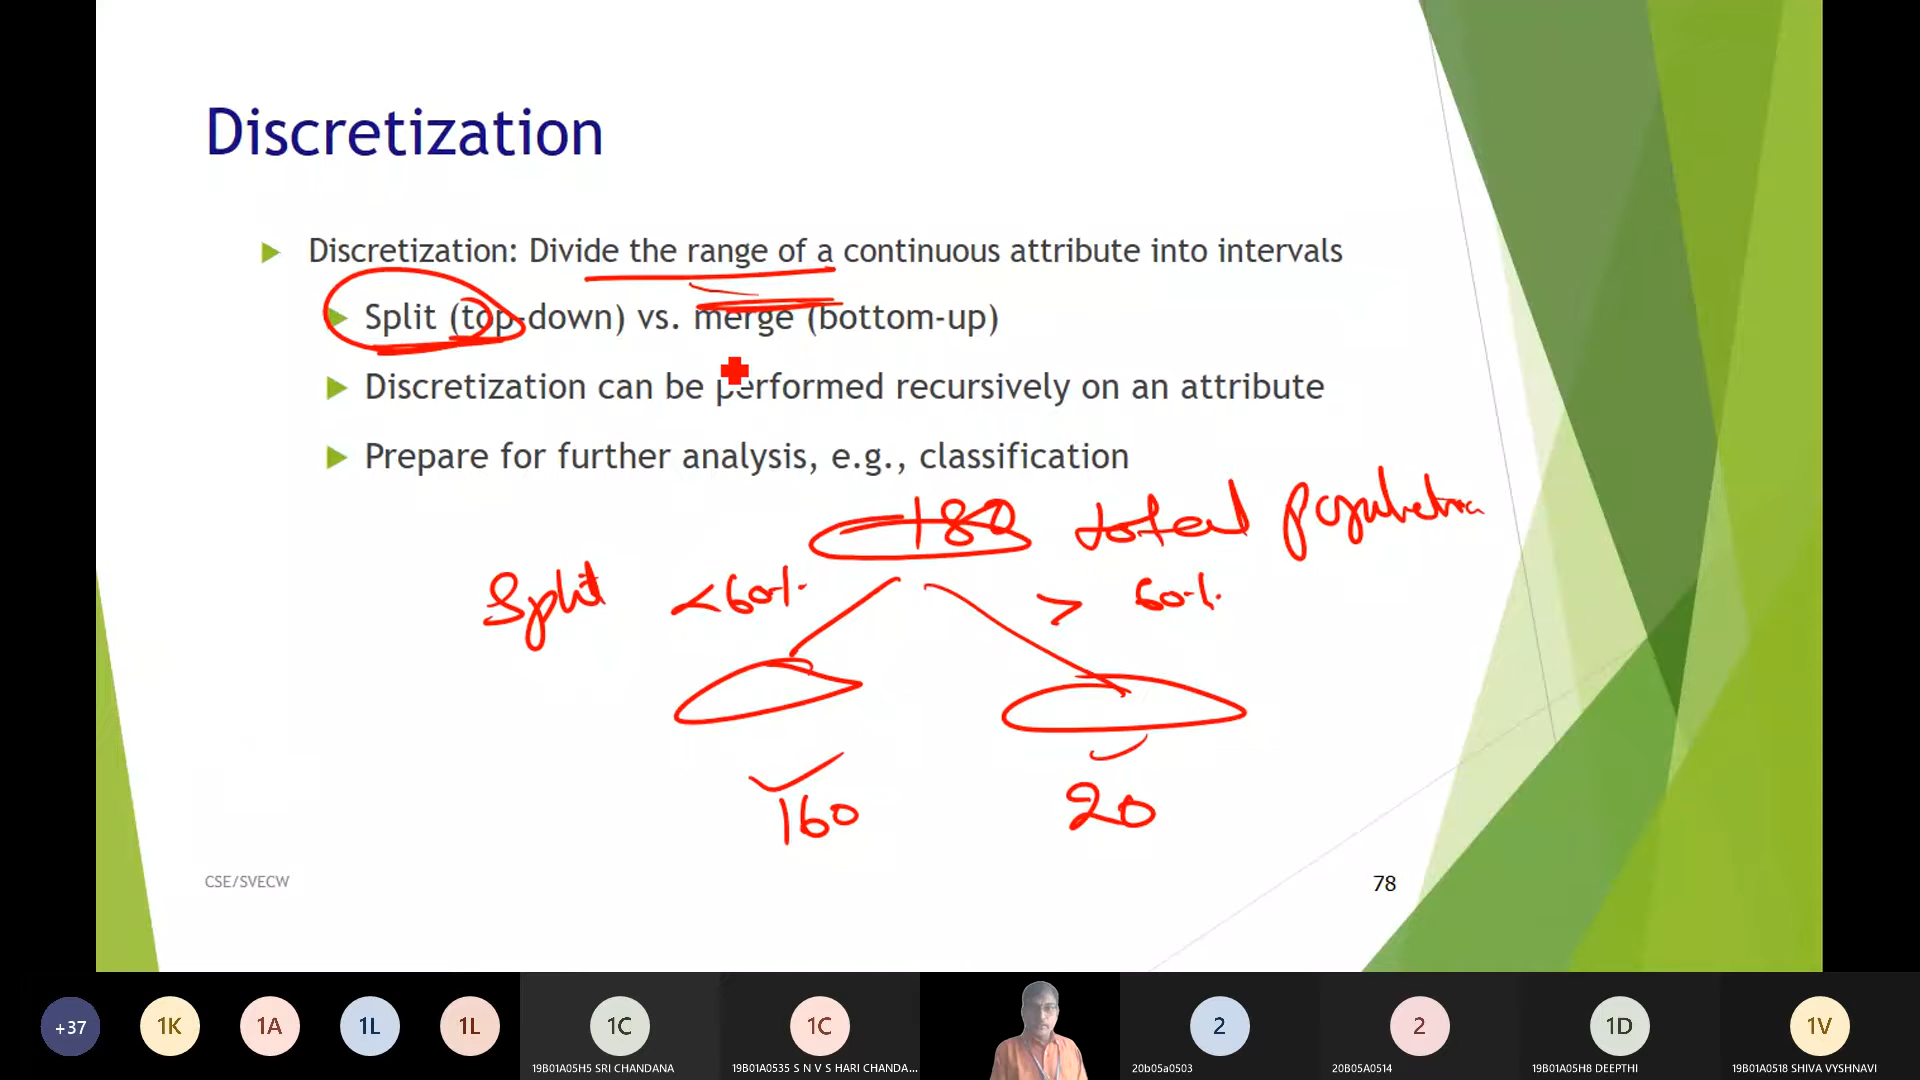 Discretization
Discretization: Divide the range of a continuous attribute into intervals
Split (top-down) vs. merge (bottom-up)
Discretization can be performed recursively on an attribute
Prepare for further analysis, e.g., classification
180 total population
Split <60% > 60%
160 20
CSE/SVECW
78
+37 1K 1A 1L 1L 1C 1C 2 2 1D 1V
19B01A05H5 SRI CHANDANA 19B01A0535 S N V S HARI CHANDA... 20b05a0503 20B05A0514 19B01A05H8 DEEPTHI 19B01A0518 SHIVA VYSHNAVI